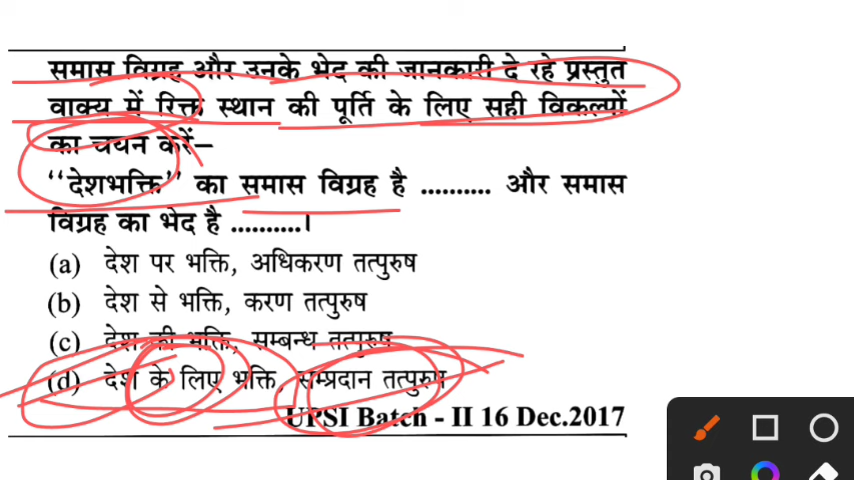 समास विग्रह और उनके भेद की जानकारी दे रहे प्रस्तुत
वाक्य में रिक्त स्थान की पूर्ति के लिए सही विकल्पों
का चयन करें–
‘‘देशभक्ति’’ का समास विग्रह है .......... और समास
विग्रह का भेद है ..........।
(a) देश पर भक्ति, अधिकरण तत्पुरुष
(b) देश से भक्ति, करण तत्पुरुष
(c) देश की भक्ति, सम्बन्ध तत्पुरुष
(d) देश के लिए भक्ति, सम्प्रदान तत्पुरुष
UPSI Batch - II 16 Dec.2017